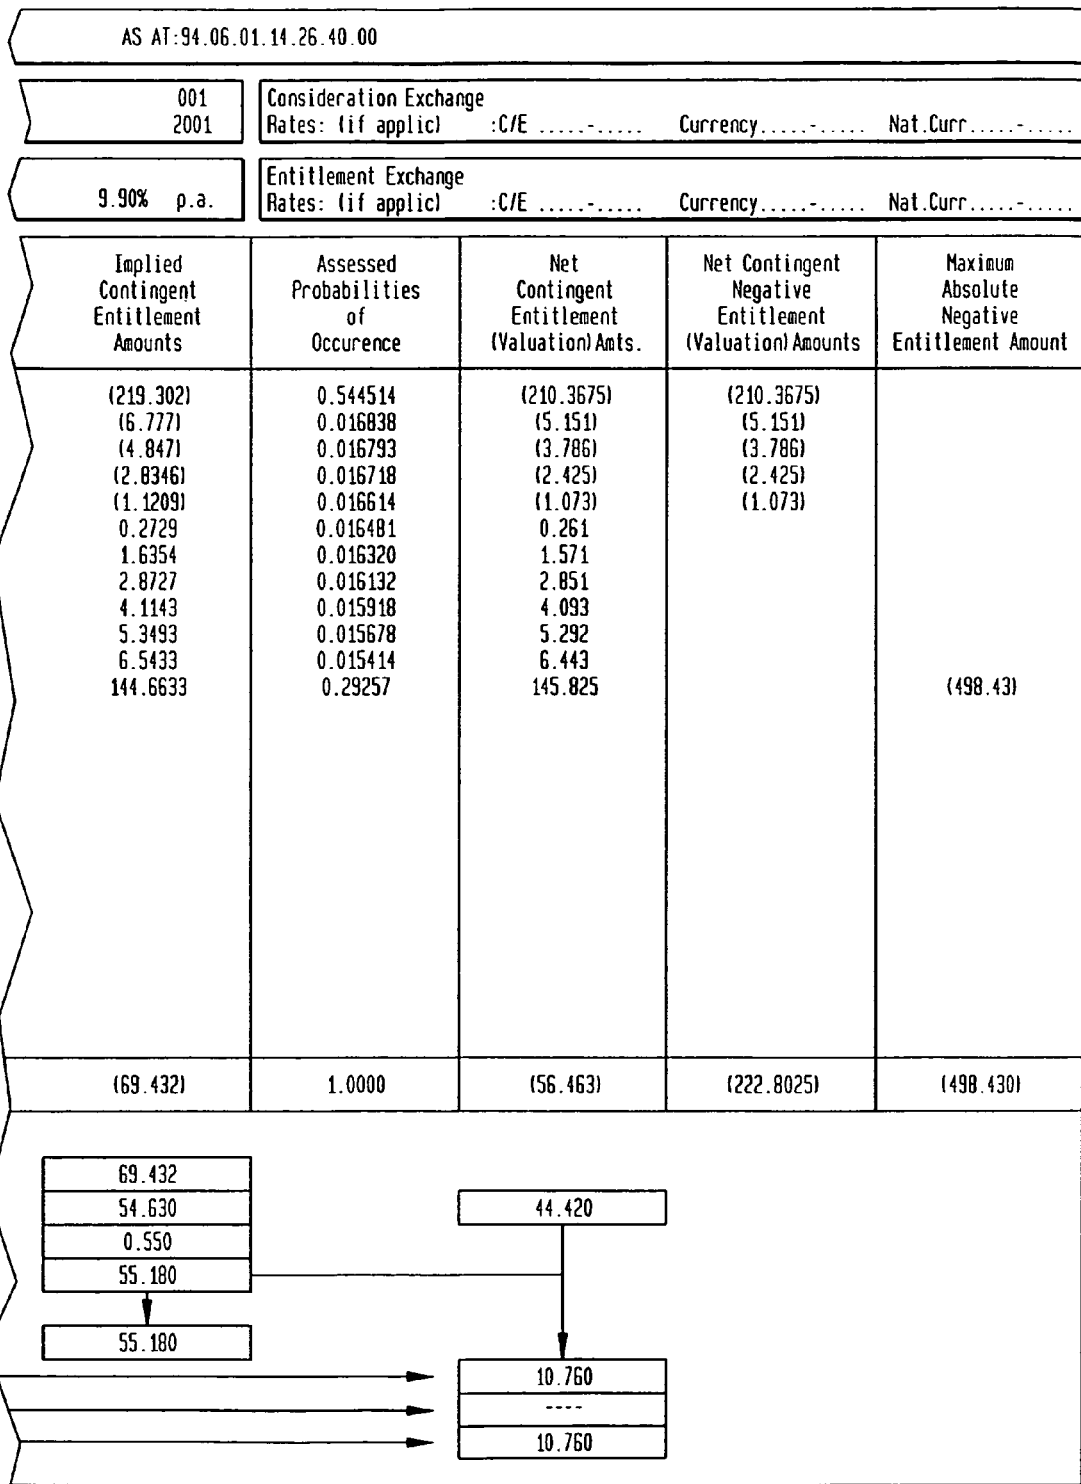 AS AT:94.06.01.14.26.40.00
001
2001
Consideration Exchange
Rates: (if applic) :C/E .....-..... Currency.....-..... Nat.Curr.....-.....
9.90% p.a.
Entitlement Exchange
Rates: (if applic) :C/E .....-..... Currency.....-..... Nat.Curr.....-.....
Implied Assessed Net Net Contingent Maximum
Contingent Probabilities Contingent Negative Absolute
Entitlement of Entitlement Entitlement Negative
Amounts Occurence (Valuation)Amts. (Valuation)Amounts Entitlement Amount
(219.302) 0.544514 (210.3675) (210.3675)
(6.777) 0.016838 (5.151) (5.151)
(4.847) 0.016793 (3.786) (3.786)
(2.8346) 0.016718 (2.425) (2.425)
(1.1209) 0.016614 (1.073) (1.073)
0.2729 0.016481 0.261
1.6354 0.016320 1.571
2.8727 0.016132 2.851
4.1143 0.015918 4.093
5.3493 0.015678 5.292
6.5433 0.015414 6.443
144.6633 0.29257 145.825 (498.43)
(69.432) 1.0000 (56.463) (222.8025) (498.430)
69.432
54.630 44.420
0.550
55.180
55.180
10.760
----
10.760